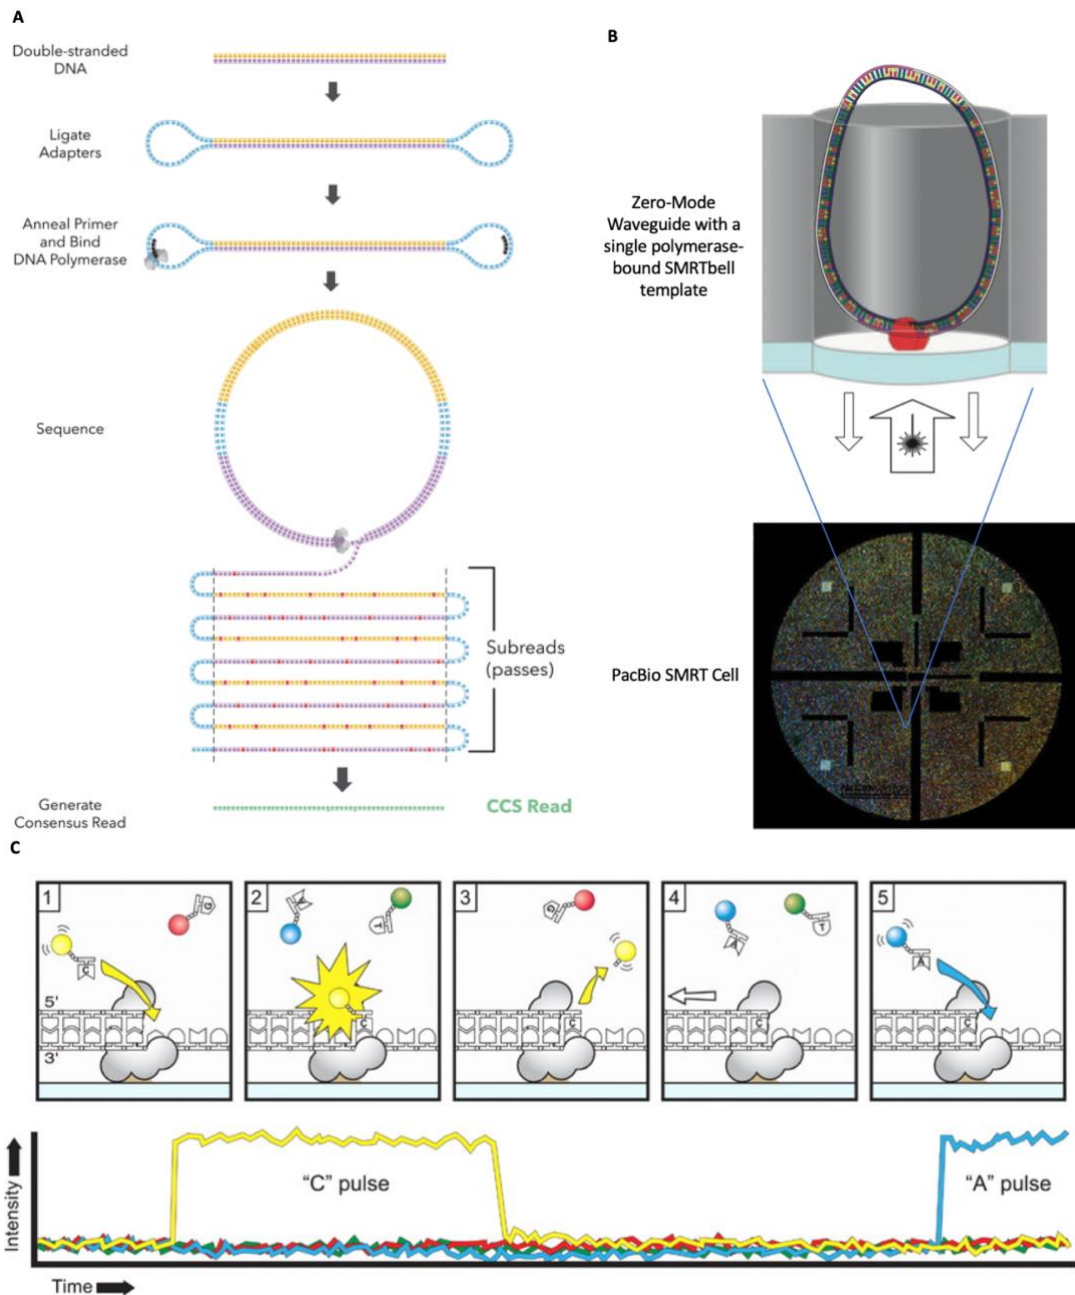 A
Double-stranded
DNA
Ligate
Adapters
Anneal Primer
and Bind
DNA Polymerase
Sequence
Subreads
(passes)
Generate
Consensus Read
CCS Read
B
Zero-Mode
Waveguide with a
single polymerase-
bound SMRTbell
template
PacBio SMRT Cell
C
1
2
3
4
5
C
G
A
T
C
G
C
A
T
C
A
C
5'
3'
Intensity
"C" pulse
"A" pulse
Time